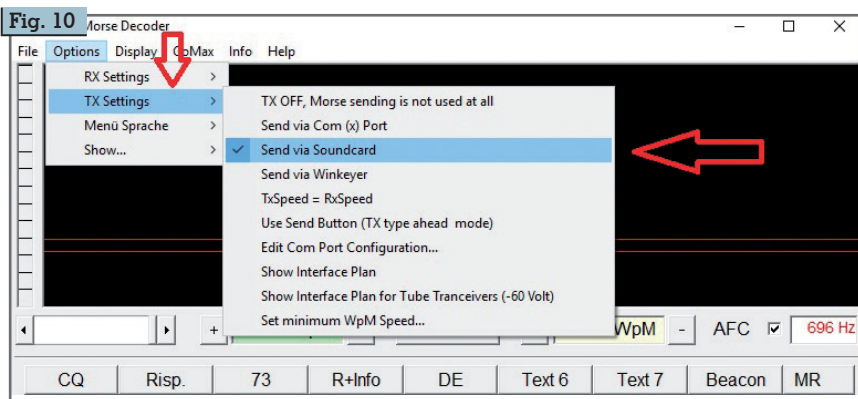 Fig. 10
Morse Decoder
File Options Display Info Help
RX Settings
TX Settings
Menü Sprache
Show...
TX OFF, Morse sending is not used at all
Send via Com (x) Port
Send via Soundcard
Send via Winkeyer
TxSpeed = RxSpeed
Use Send Button (TX type ahead mode)
Edit Com Port Configuration...
Show Interface Plan
Show Interface Plan for Tube Tranceivers (-60 Volt)
Set minimum WpM Speed...
+ WpM - AFC 696 Hz
CQ Risp. 73 R+Info DE Text 6 Text 7 Beacon MR